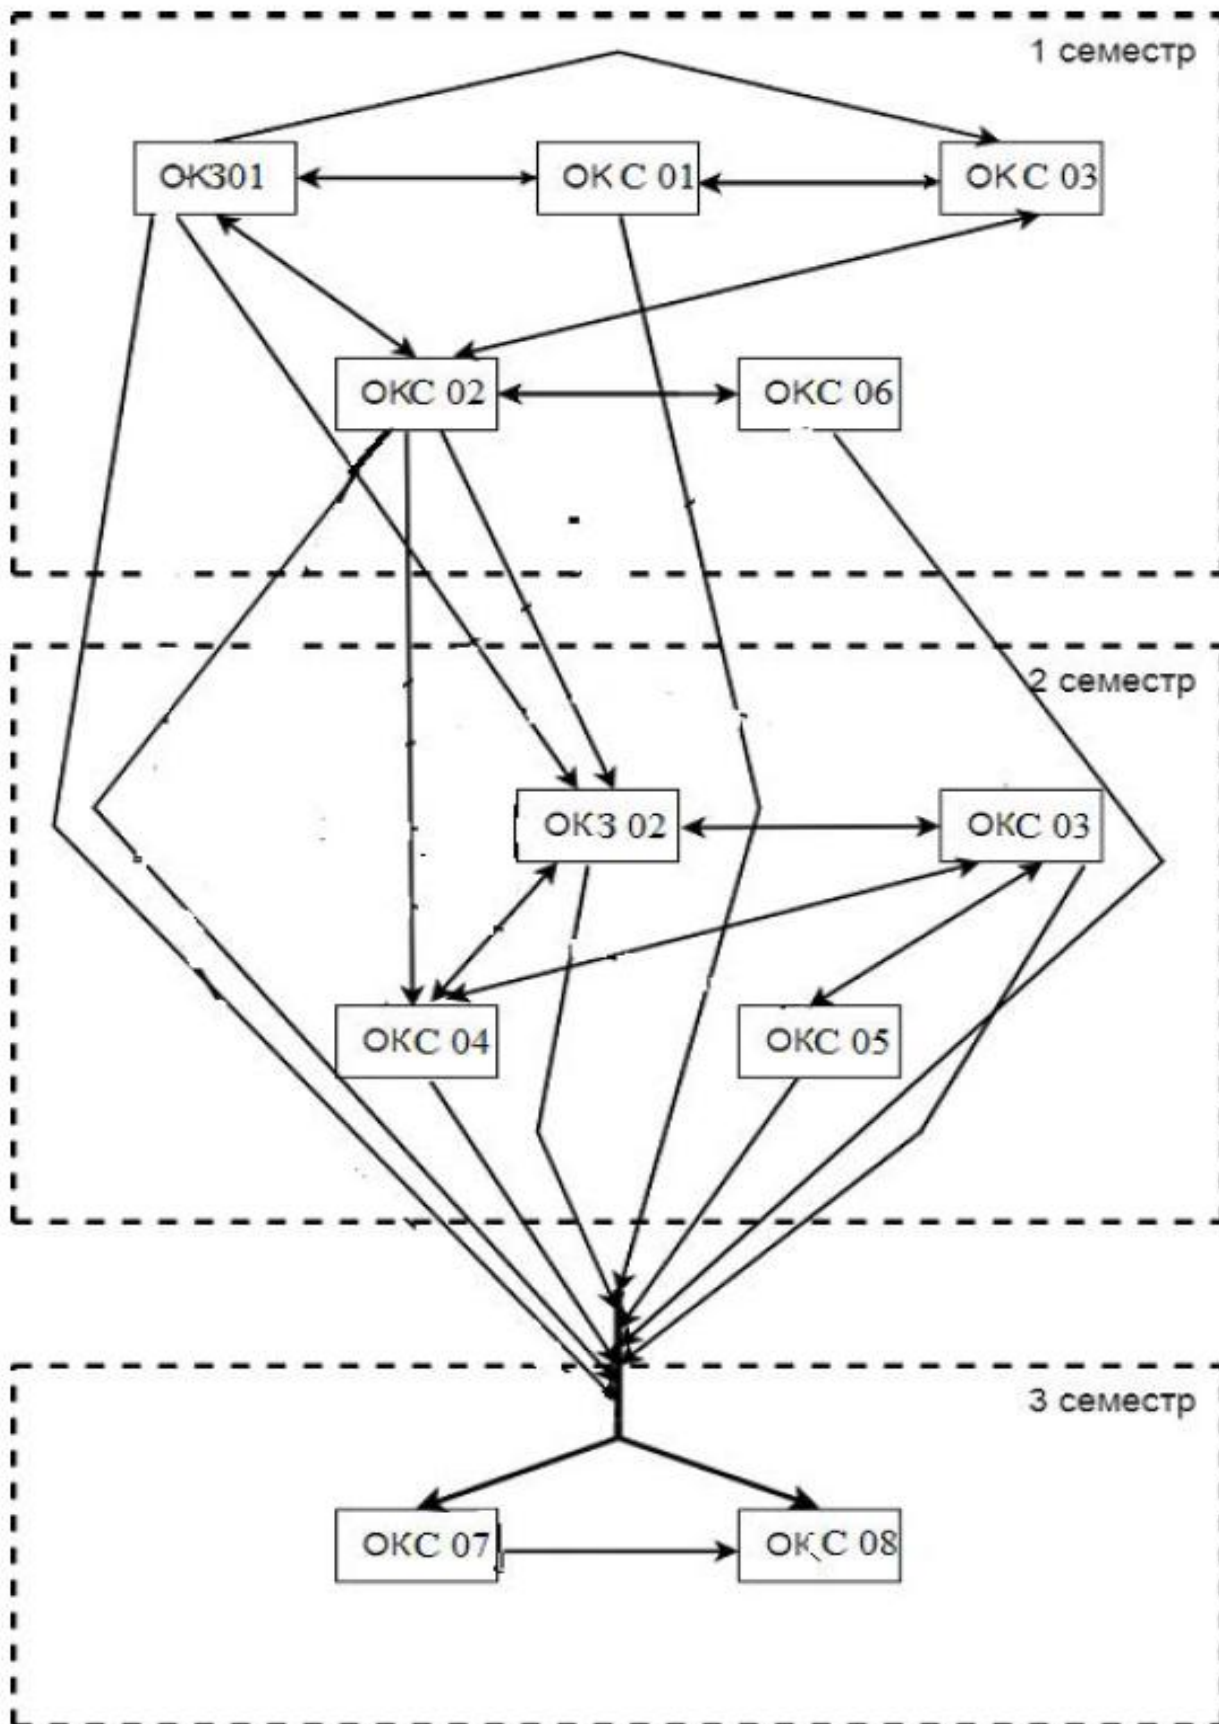 1 семестр
ОКЗ01
ОКС 01
ОКС 03
ОКС 02
ОКС 06
2 семестр
ОКЗ 02
ОКС 03
ОКС 04
ОКС 05
3 семестр
ОКС 07
ОКС 08